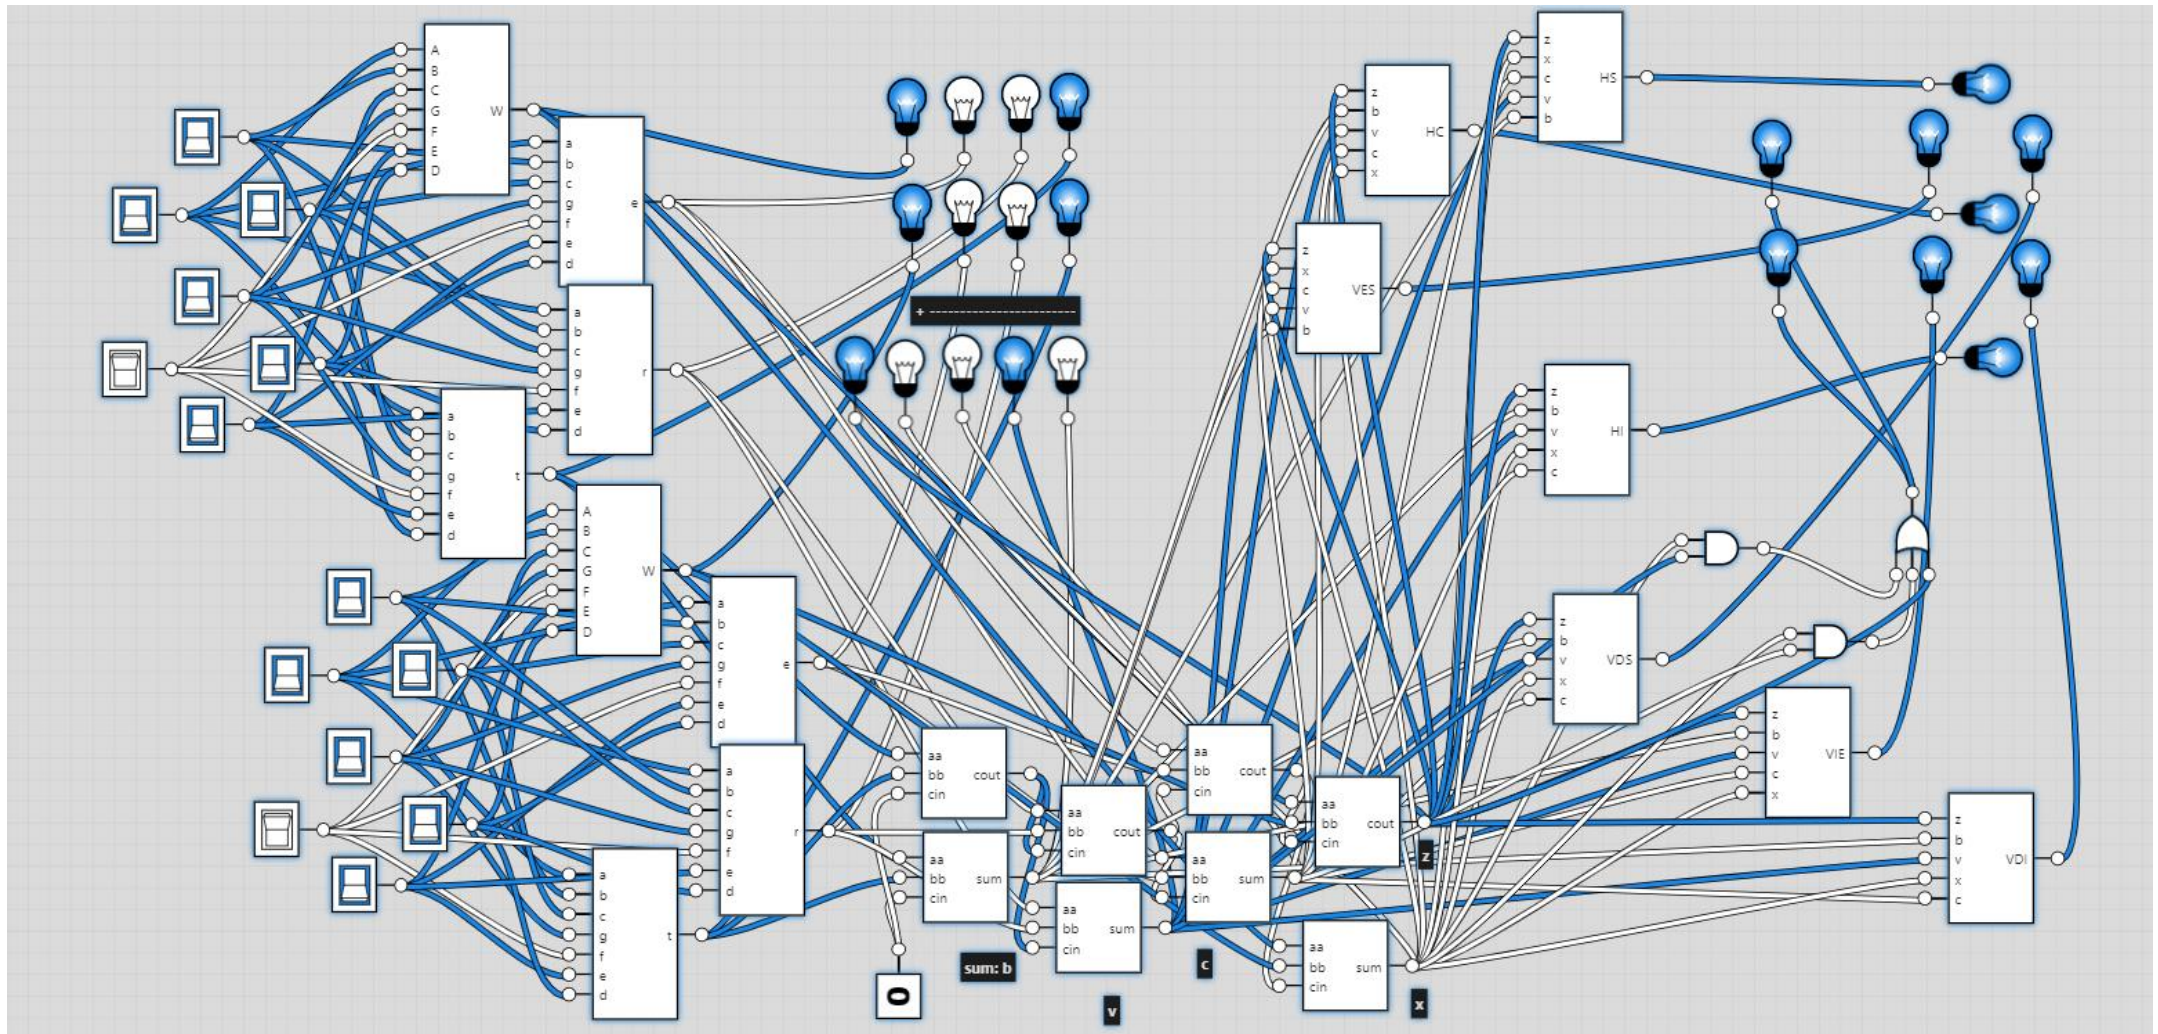 A
B
C
G
F
E
D
W
a
b
c
g
f
e
d
e
a
b
c
g
f
e
d
r
a
b
c
g
f
e
d
t
A
B
C
G
F
E
D
W
a
b
c
g
f
e
d
e
a
b
c
g
f
e
d
r
a
b
c
g
f
e
d
t
+ ------------------------
aa
bb
cin
cout
aa
bb
cin
sum
aa
bb
cin
cout
aa
bb
cin
sum
aa
bb
cin
cout
aa
bb
cin
sum
aa
bb
cin
cout
aa
bb
cin
sum
0
sum: b
v
c
z
x
z
b
v
c
x
HC
z
x
c
v
b
HS
z
x
c
v
b
VES
z
b
v
x
c
HI
z
b
v
x
c
VDS
z
b
v
c
x
VIE
z
b
v
x
c
VDI